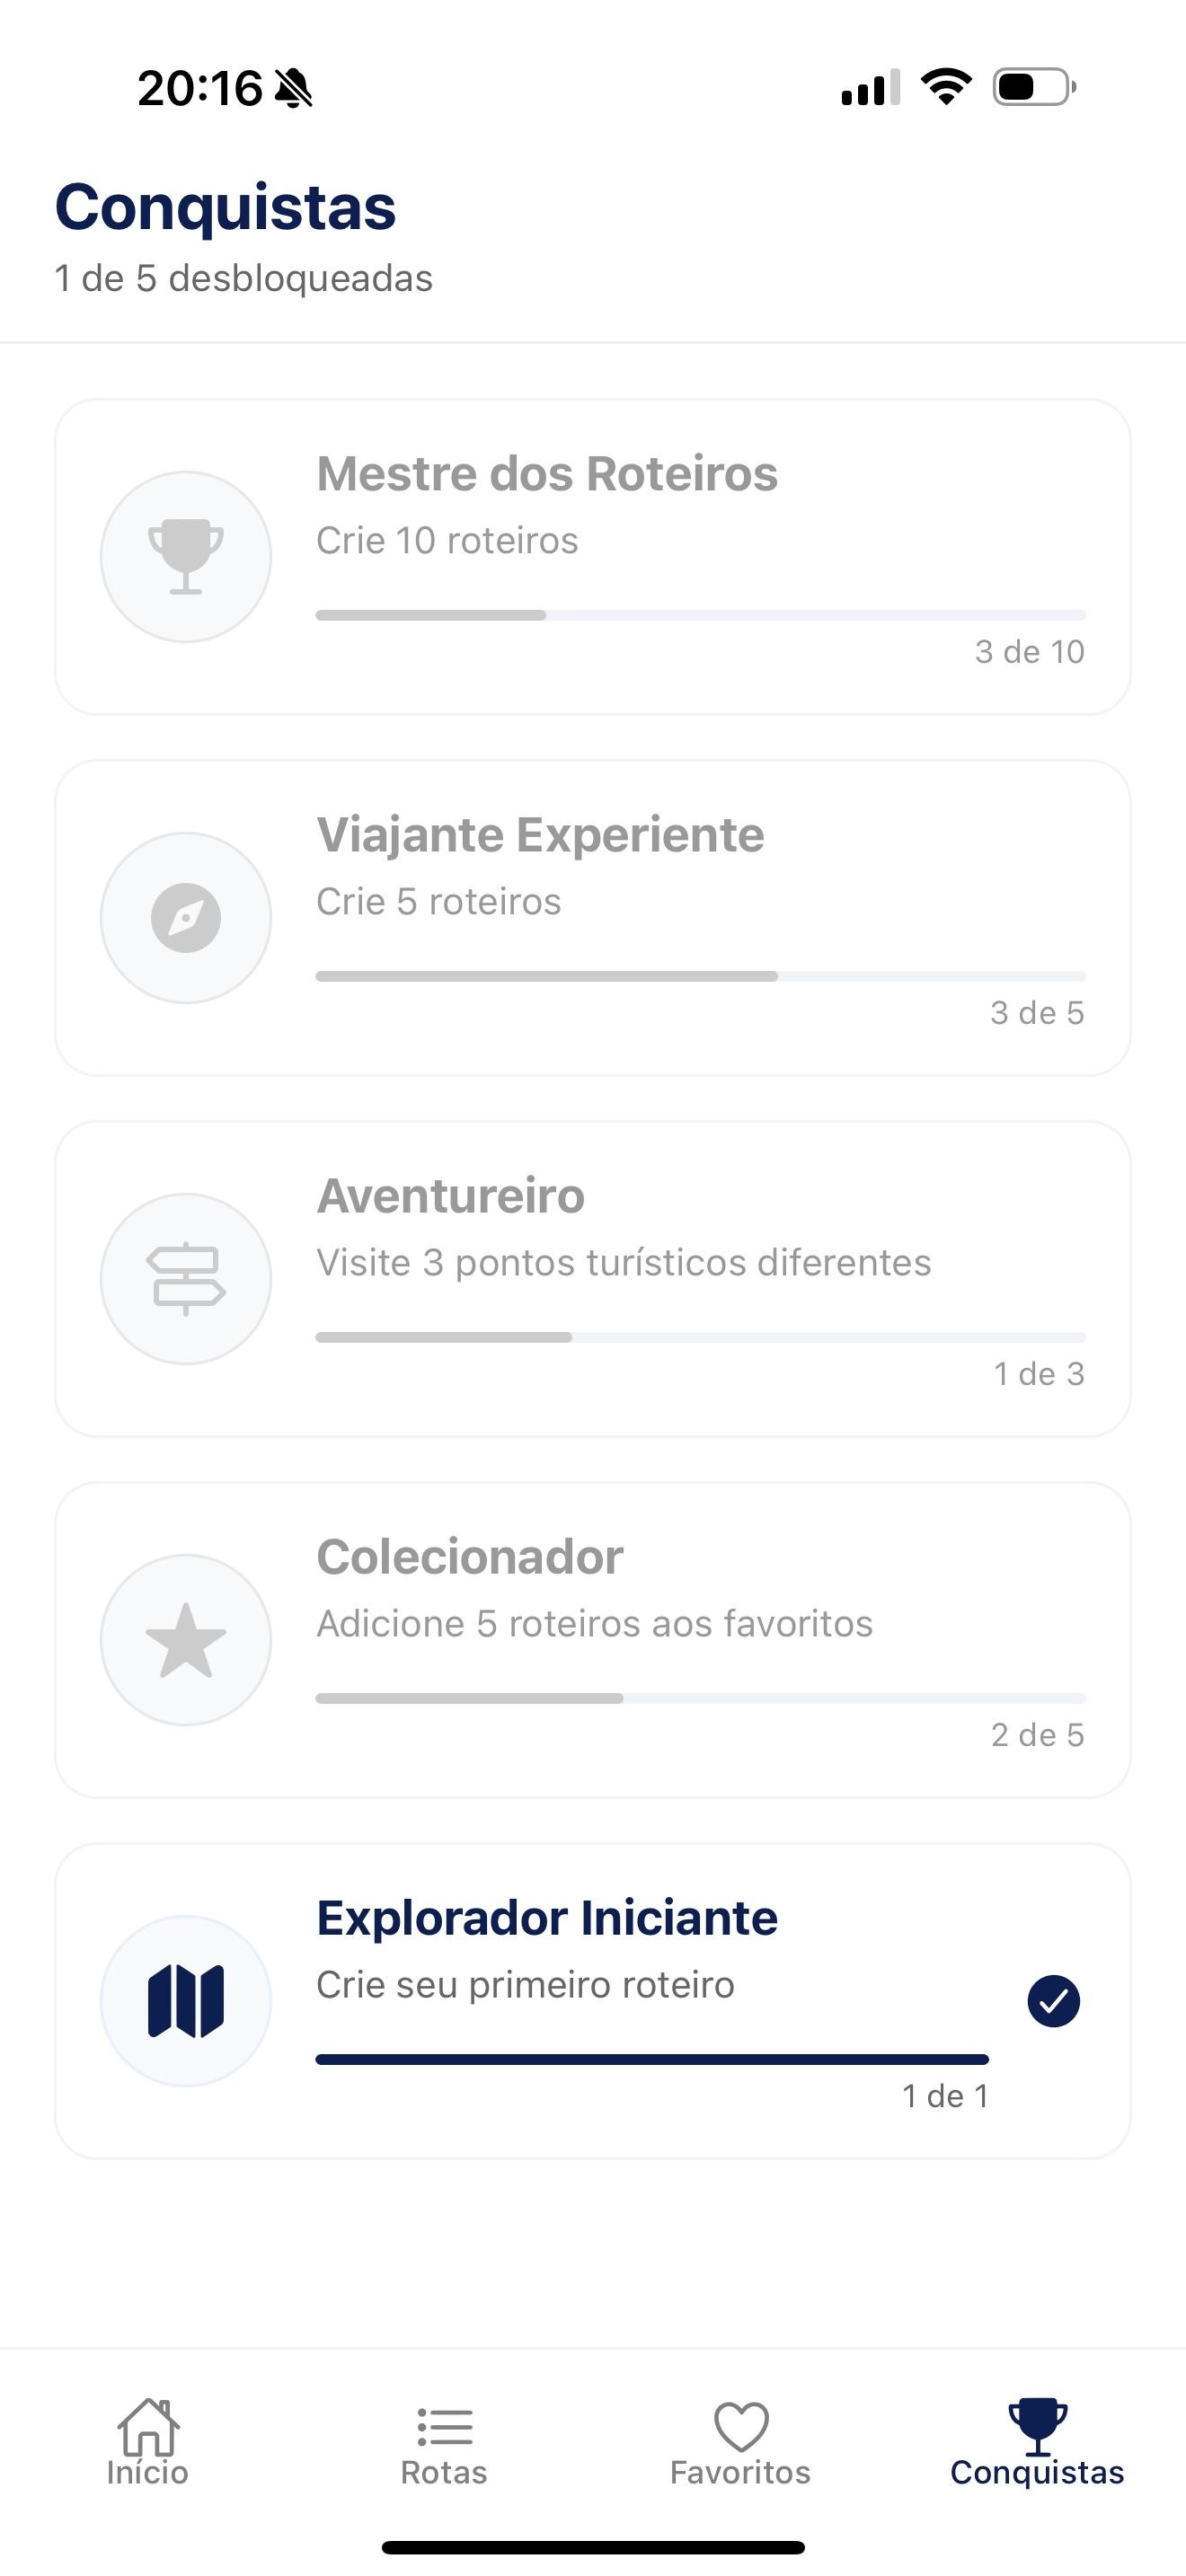 20:16
Conquistas
1 de 5 desbloqueadas
Mestre dos Roteiros
Crie 10 roteiros
3 de 10
Viajante Experiente
Crie 5 roteiros
3 de 5
Aventureiro
Visite 3 pontos turísticos diferentes
1 de 3
Colecionador
Adicione 5 roteiros aos favoritos
2 de 5
Explorador Iniciante
Crie seu primeiro roteiro
1 de 1
Início
Rotas
Favoritos
Conquistas